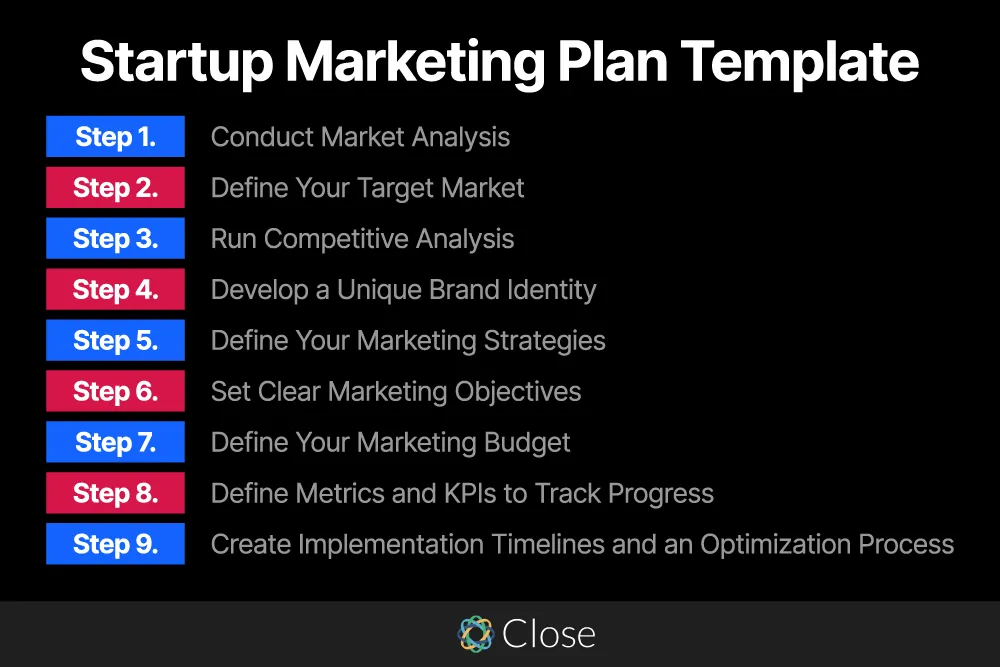 Startup Marketing Plan Template
Step 1. Conduct Market Analysis
Step 2. Define Your Target Market
Step 3. Run Competitive Analysis
Step 4. Develop a Unique Brand Identity
Step 5. Define Your Marketing Strategies
Step 6. Set Clear Marketing Objectives
Step 7. Define Your Marketing Budget
Step 8. Define Metrics and KPIs to Track Progress
Step 9. Create Implementation Timelines and an Optimization Process
Close